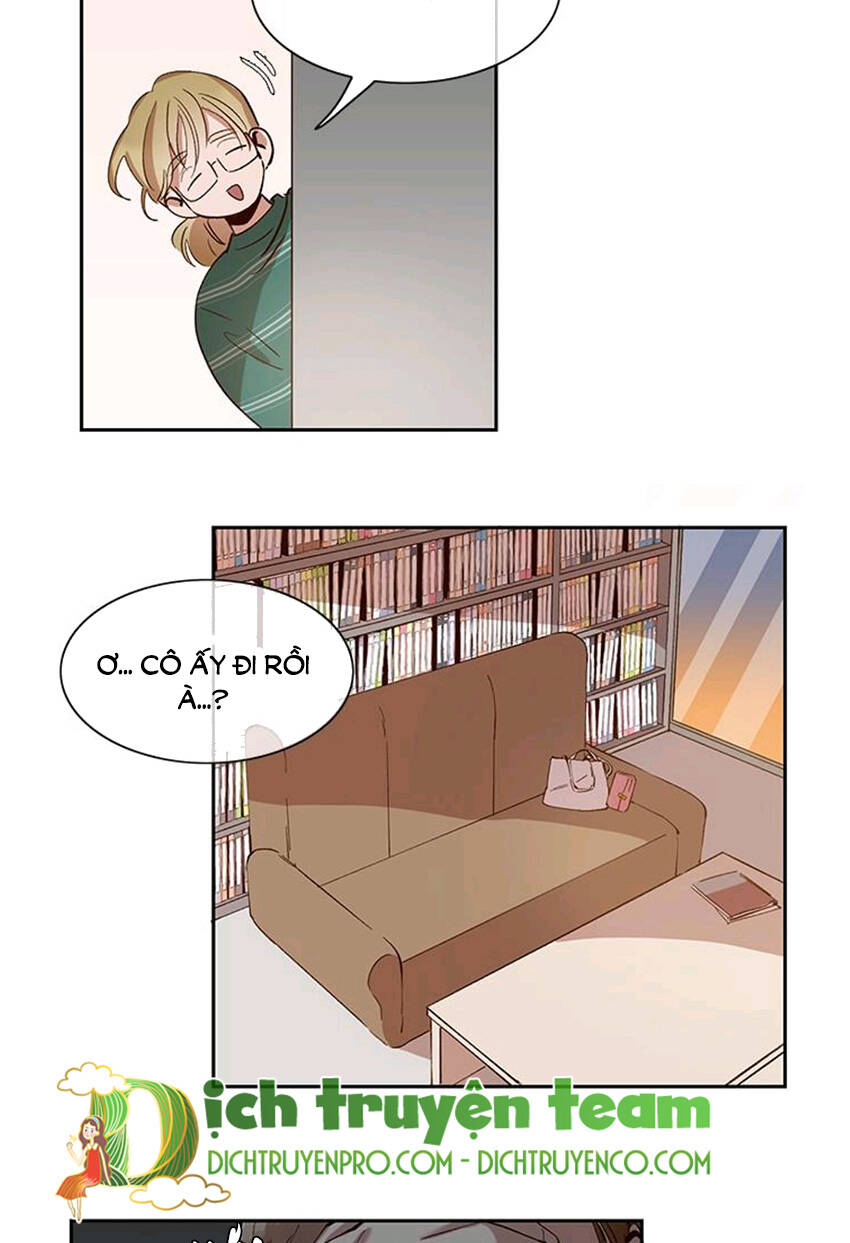 Ơ... CÔ ẤY ĐI RỒI
À...?
Dịch truyện team
DICHTRUYENPRO.COM - DICHTRUYENCO.COM